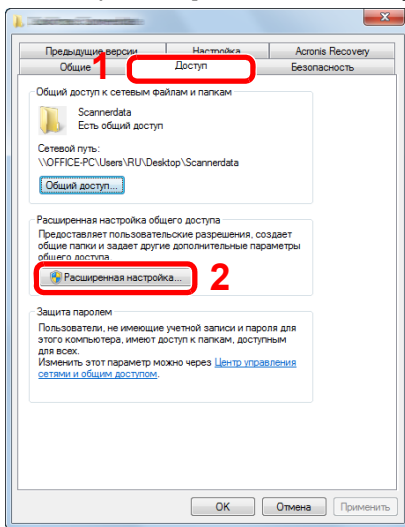 Предыдущие версии Настройка Acronis Recovery
Общие Доступ Безопасность
1
Общий доступ к сетевым файлам и папкам
Scannerdata
Есть общий доступ
Сетевой путь:
\\OFFICE-PC\Users\RU\Desktop\Scannerdata
Общий доступ...
Расширенная настройка общего доступа
Предоставляет пользовательские разрешения, создает
общие папки и задает другие дополнительные параметры
общего доступа.
Расширенная настройка...
2
Защита паролем
Пользователи, не имеющие учетной записи и пароля для
этого компьютера, имеют доступ к папкам, доступным
для всех.
Изменить этот параметр можно через Центр управления
сетями и общим доступом.
OK Отмена Применить